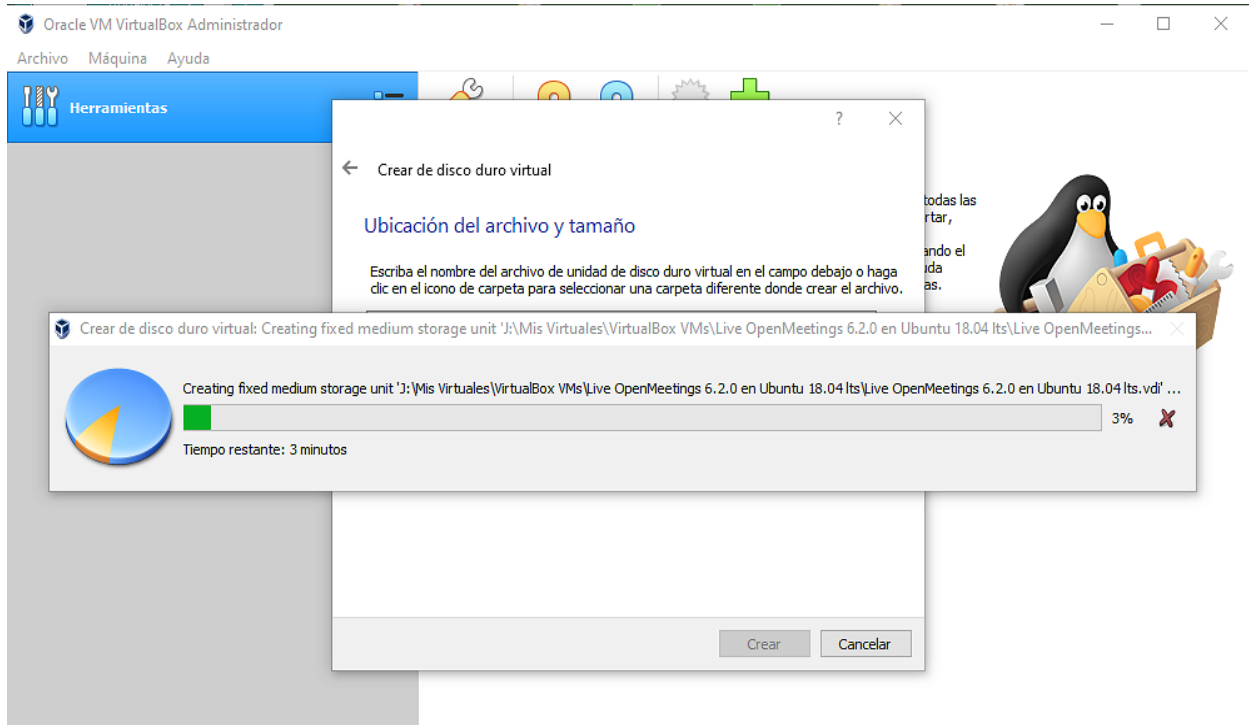 Oracle VM VirtualBox Administrador
Archivo Máquina Ayuda
Herramientas
?
Crear de disco duro virtual
Ubicación del archivo y tamaño
todas las
rtar,
ando el
uda
as.
Escriba el nombre del archivo de unidad de disco duro virtual en el campo debajo o haga
clic en el icono de carpeta para seleccionar una carpeta diferente donde crear el archivo.
Crear de disco duro virtual: Creating fixed medium storage unit 'J:\Mis Virtuales\VirtualBox VMs\Live OpenMeetings 6.2.0 en Ubuntu 18.04 lts\Live OpenMeetings...
Creating fixed medium storage unit 'J:\Mis Virtuales\VirtualBox VMs\Live OpenMeetings 6.2.0 en Ubuntu 18.04 lts\Live OpenMeetings 6.2.0 en Ubuntu 18.04 lts.vdi' ...
3%
Tiempo restante: 3 minutos
Crear Cancelar